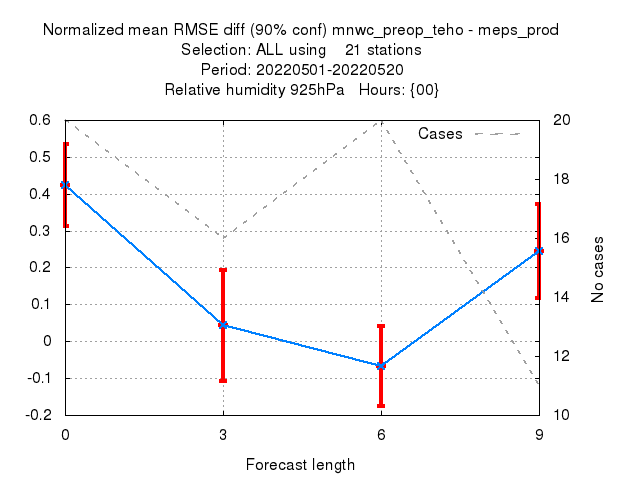 Normalized mean RMSE diff (90% conf) mnwc_preop_teho - meps_prod
Selection: ALL using    21 stations
Period: 20220501-20220520
Relative humidity 925hPa   Hours: {00}
Cases
0.6
0.5
0.4
0.3
0.2
0.1
0
-0.1
-0.2
20
18
16
14
12
10
No cases
0 3 6 9
Forecast length